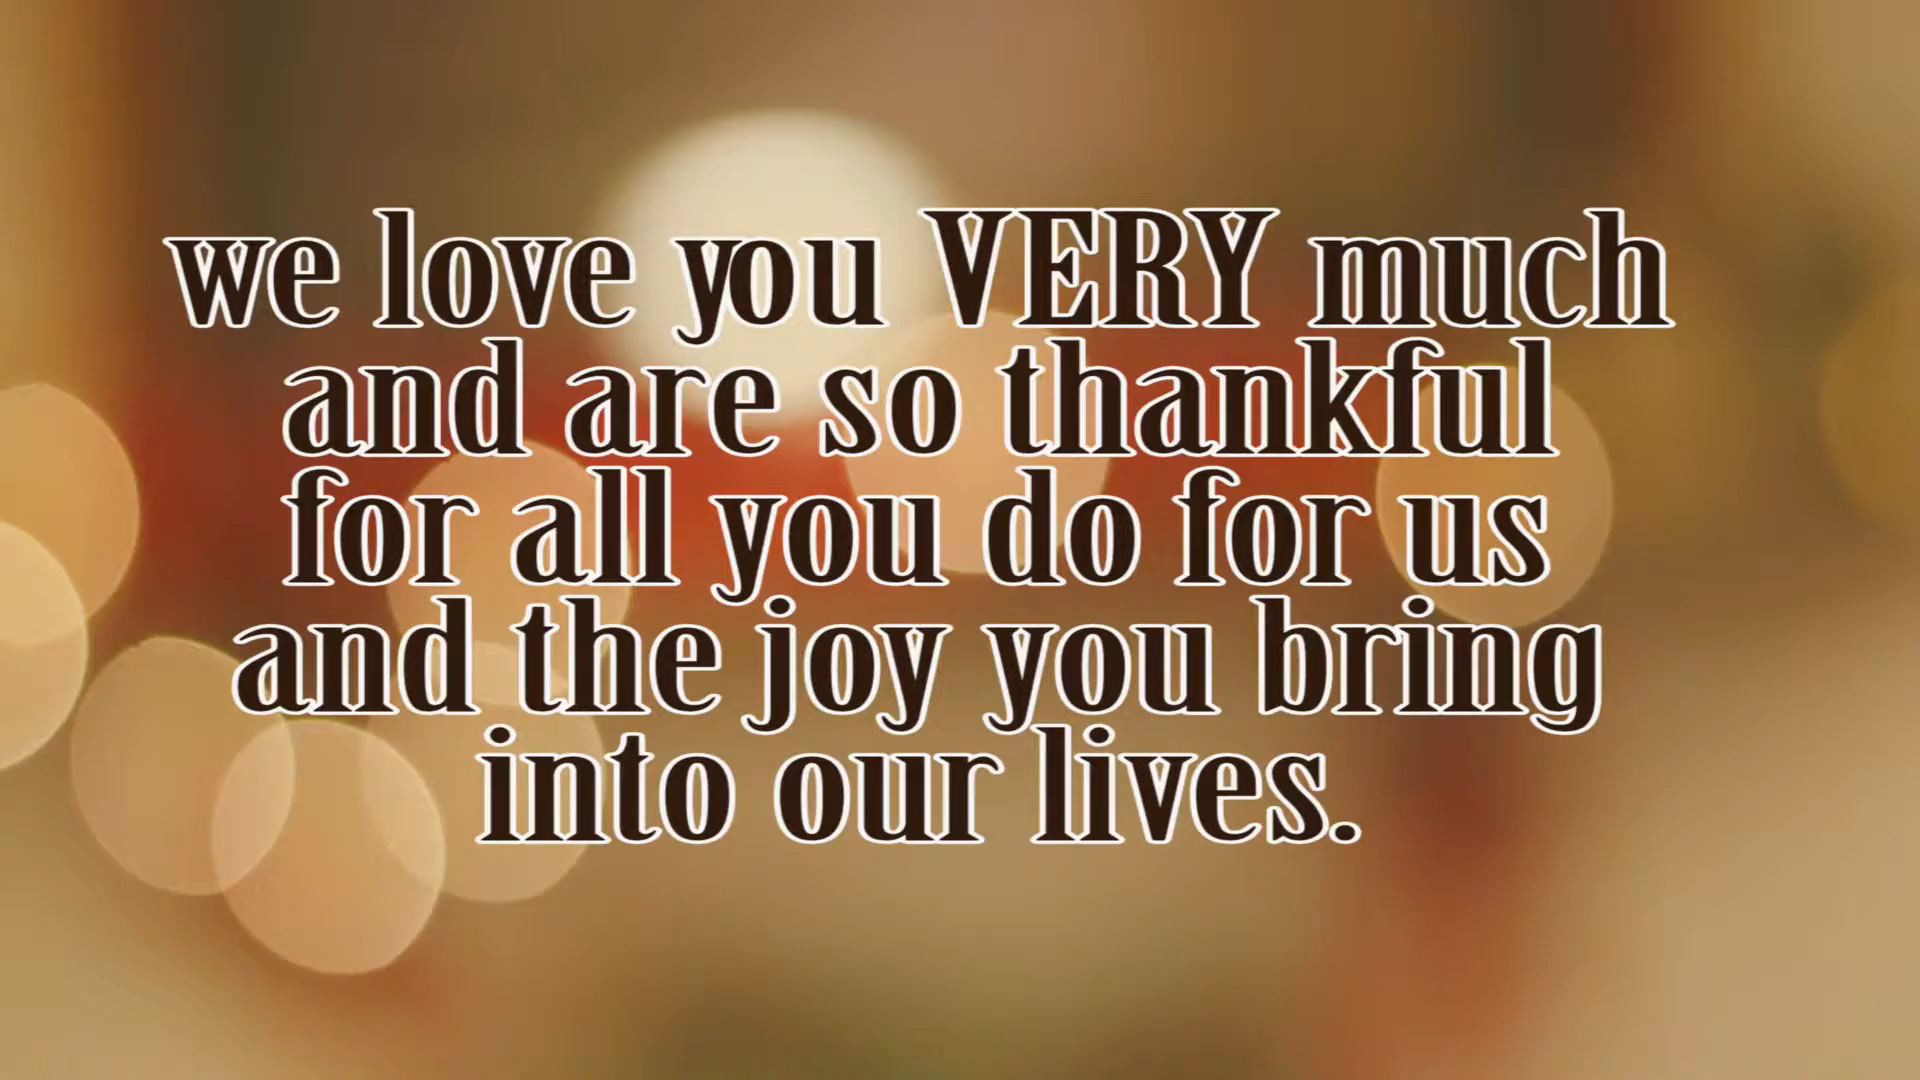 we love you VERY much
and are so thankful
for all you do for us
and the joy you bring
into our lives.